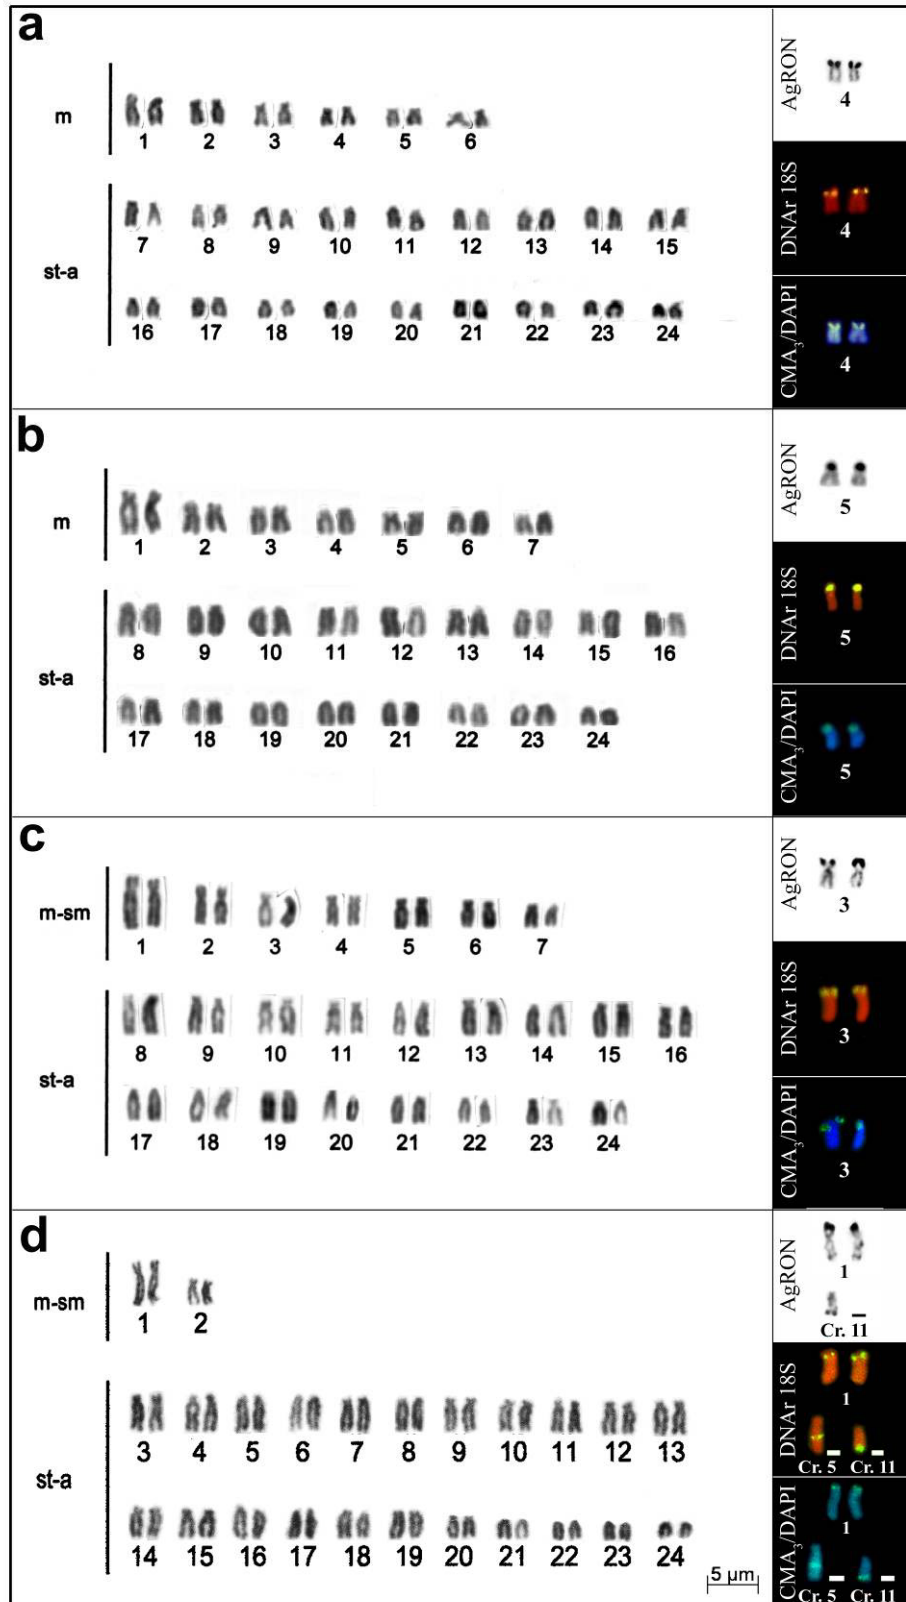 a
m
1 2 3 4 5 6
st-a
7 8 9 10 11 12 13 14 15
16 17 18 19 20 21 22 23 24
AgRON
4
DNAr 18S
4
CMA3/DAPI
4
b
m
1 2 3 4 5 6 7
st-a
8 9 10 11 12 13 14 15 16
17 18 19 20 21 22 23 24
AgRON
5
DNAr 18S
5
CMA3/DAPI
5
c
m-sm
1 2 3 4 5 6 7
st-a
8 9 10 11 12 13 14 15 16
17 18 19 20 21 22 23 24
AgRON
3
DNAr 18S
3
CMA3/DAPI
3
d
m-sm
1 2
st-a
3 4 5 6 7 8 9 10 11 12 13
14 15 16 17 18 19 20 21 22 23 24
5 µm
AgRON
1
Cr. 11
DNAr 18S
1
Cr. 5 Cr. 11
CMA3/DAPI
1
Cr. 5 Cr. 11